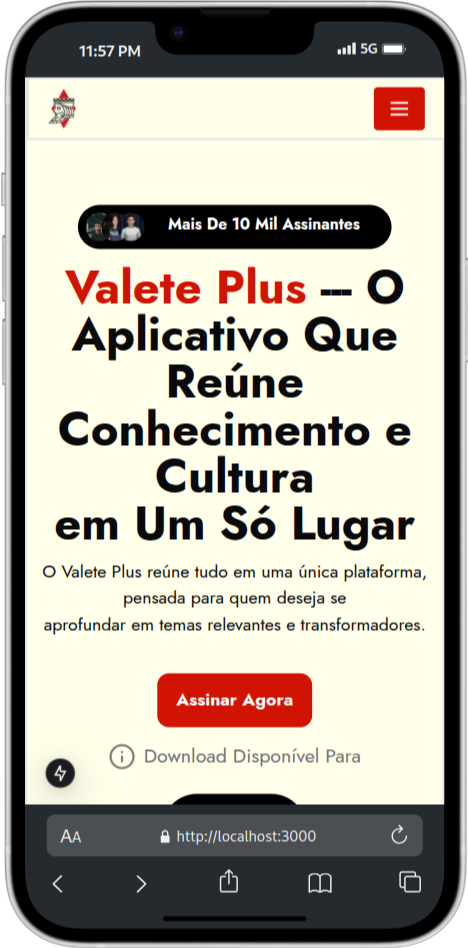 11:57 PM
5G
Mais De 10 Mil Assinantes
Valete Plus --- O
Aplicativo Que
Reúne
Conhecimento e
Cultura
em Um Só Lugar
O Valete Plus reúne tudo em uma única plataforma,
pensada para quem deseja se
aprofundar em temas relevantes e transformadores.
Assinar Agora
Download Disponível Para
AA
http://localhost:3000